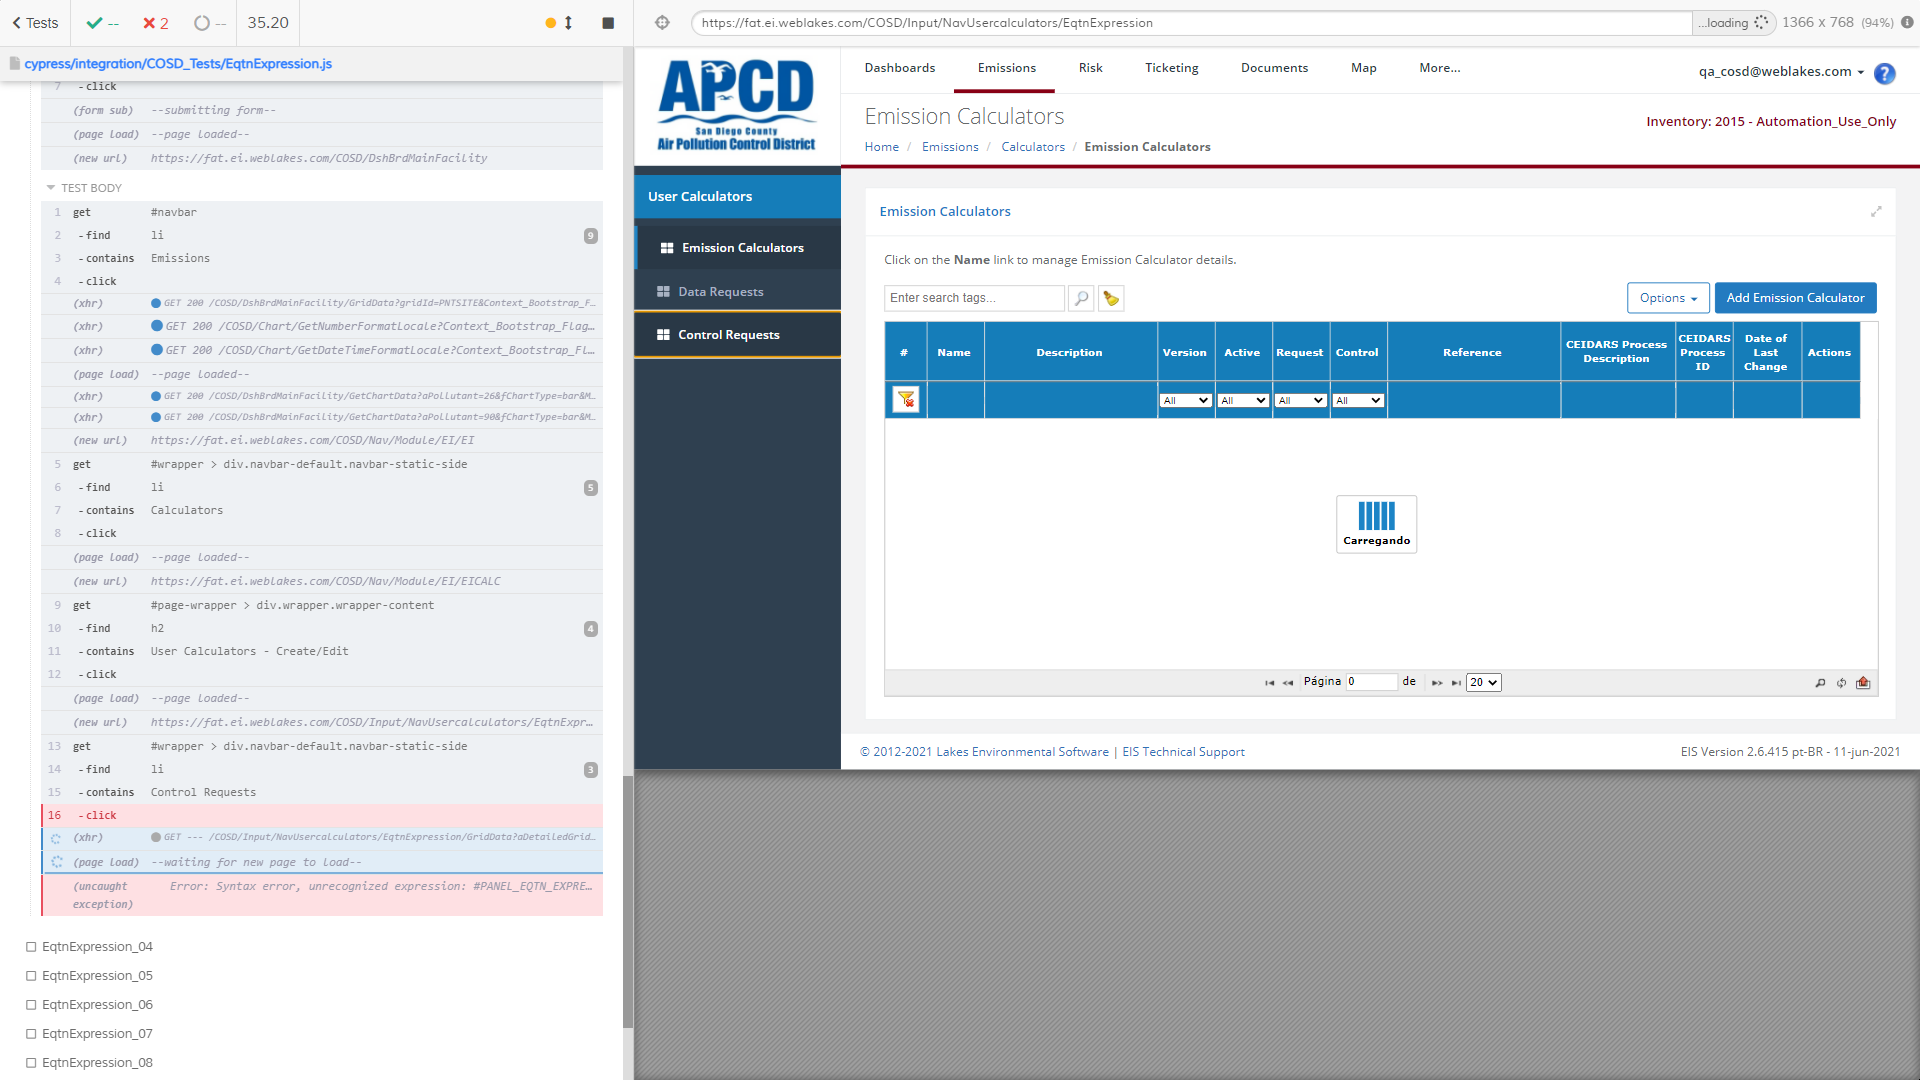 Tests
--
2
--
35.20
cypress/integration/COSD_Tests/EqtnExpression.js
7 -click
(form sub) --submitting form--
(page load) --page loaded--
(new url) https://fat.ei.weblakes.com/COSD/DshBrdMainFacility
TEST BODY
1 get #navbar
2 -find li 9
3 -contains Emissions
4 -click
(xhr) GET 200 /COSD/DshBrdMainFacility/GridData?gridId=PNTSITE&Context_Bootstrap_F...
(xhr) GET 200 /COSD/Chart/GetNumberFormatLocale?Context_Bootstrap_Flag...
(xhr) GET 200 /COSD/Chart/GetDateTimeFormatLocale?Context_Bootstrap_Fl...
(page load) --page loaded--
(xhr) GET 200 /COSD/DshBrdMainFacility/GetChartData?aPollutant=26&fChartType=bar&M...
(xhr) GET 200 /COSD/DshBrdMainFacility/GetChartData?aPollutant=90&fChartType=bar&M...
(new url) https://fat.ei.weblakes.com/COSD/Nav/Module/EI/EI
5 get #wrapper > div.navbar-default.navbar-static-side
6 -find li 5
7 -contains Calculators
8 -click
(page load) --page loaded--
(new url) https://fat.ei.weblakes.com/COSD/Nav/Module/EI/EICALC
9 get #page-wrapper > div.wrapper.wrapper-content
10 -find h2 4
11 -contains User Calculators - Create/Edit
12 -click
(page load) --page loaded--
(new url) https://fat.ei.weblakes.com/COSD/Input/NavUsercalculators/EqtnExpr...
13 get #wrapper > div.navbar-default.navbar-static-side
14 -find li 3
15 -contains Control Requests
16 -click
(xhr) GET --- /COSD/Input/NavUsercalculators/EqtnExpression/GridData?aDetailedGrid...
(page load) --waiting for new page to load--
(uncaught exception) Error: Syntax error, unrecognized expression: #PANEL_EQTN_EXPRE...
EqtnExpression_04
EqtnExpression_05
EqtnExpression_06
EqtnExpression_07
EqtnExpression_08
https://fat.ei.weblakes.com/COSD/Input/NavUsercalculators/EqtnExpression
...loading
1366 x 768 (94%)
APCD
San Diego County
Air Pollution Control District
Dashboards Emissions Risk Ticketing Documents Map More...
qa_cosd@weblakes.com ?
Emission Calculators
Inventory: 2015 - Automation_Use_Only
Home / Emissions / Calculators / Emission Calculators
User Calculators
Emission Calculators
Data Requests
Control Requests
Emission Calculators
Click on the Name link to manage Emission Calculator details.
Enter search tags...
Options
Add Emission Calculator
# Name Description Version Active Request Control Reference CEIDARS Process Description CEIDARS Process ID Date of Last Change Actions
All All All All
Carregando
Página 0 de 20
© 2012-2021 Lakes Environmental Software | EIS Technical Support
EIS Version 2.6.415 pt-BR - 11-jun-2021